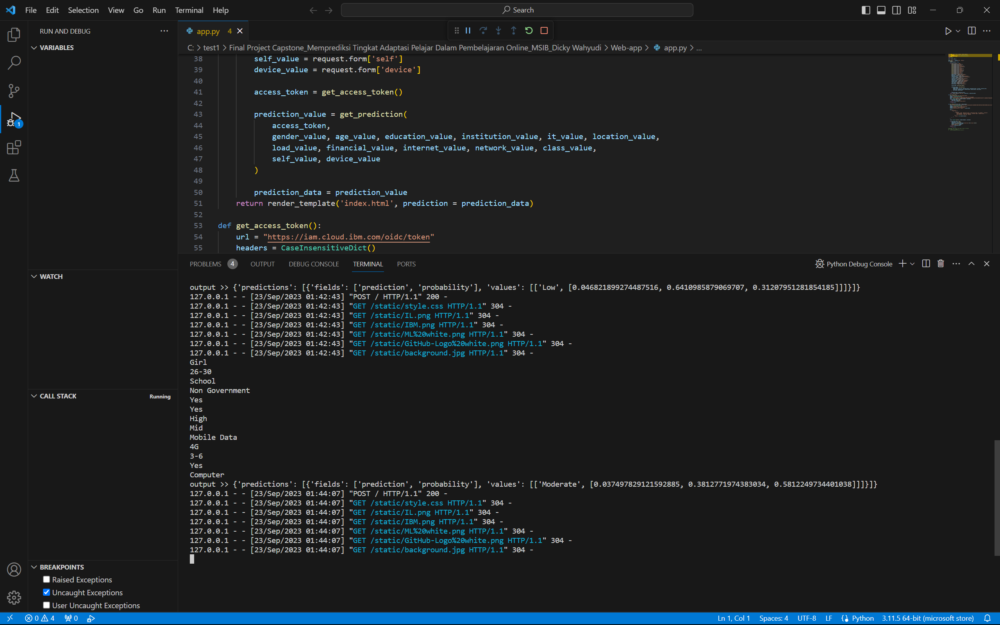 File Edit Selection View Go Run Terminal Help
Search
RUN AND DEBUG
VARIABLES
WATCH
CALL STACK
Running
BREAKPOINTS
Raised Exceptions
Uncaught Exceptions
User Uncaught Exceptions
1
app.py 4
C: > test1 > Final Project Capstone_Memprediksi Tingkat Adaptasi Pelajar Dalam Pembelajaran Online_MSIB_Dicky Wahyudi > Web-app > app.py > ...
38 self_value = request.form['self']
39 device_value = request.form['device']
40
41 access_token = get_access_token()
42
43 prediction_value = get_prediction(
44 access_token,
45 gender_value, age_value, education_value, institution_value, it_value, location_value,
46 load_value, financial_value, internet_value, network_value, class_value,
47 self_value, device_value
48 )
49
50 prediction_data = prediction_value
51 return render_template('index.html', prediction = prediction_data)
52
53 def get_access_token():
54 url = "https://iam.cloud.ibm.com/oidc/token"
55 headers = CaseInsensitiveDict()
PROBLEMS 4 OUTPUT DEBUG CONSOLE TERMINAL PORTS
Python Debug Console
output >> {'predictions': [{'fields': ['prediction', 'probability'], 'values': [['Low', [0.046821899274487516, 0.6410985879069707, 0.31207951281854185]]]}]}
127.0.0.1 - - [23/Sep/2023 01:42:43] "POST / HTTP/1.1" 200 -
127.0.0.1 - - [23/Sep/2023 01:42:43] "GET /static/style.css HTTP/1.1" 304 -
127.0.0.1 - - [23/Sep/2023 01:42:43] "GET /static/IL.png HTTP/1.1" 304 -
127.0.0.1 - - [23/Sep/2023 01:42:43] "GET /static/IBM.png HTTP/1.1" 304 -
127.0.0.1 - - [23/Sep/2023 01:42:43] "GET /static/ML%20white.png HTTP/1.1" 304 -
127.0.0.1 - - [23/Sep/2023 01:42:43] "GET /static/GitHub-Logo%20white.png HTTP/1.1" 304 -
127.0.0.1 - - [23/Sep/2023 01:42:43] "GET /static/background.jpg HTTP/1.1" 304 -
Girl
26-30
School
Non Government
Yes
Yes
High
Mid
Mobile Data
4G
3-6
Yes
Computer
output >> {'predictions': [{'fields': ['prediction', 'probability'], 'values': [['Moderate', [0.037497829121592885, 0.3812771974383034, 0.5812249734401038]]]}]}
127.0.0.1 - - [23/Sep/2023 01:44:07] "POST / HTTP/1.1" 200 -
127.0.0.1 - - [23/Sep/2023 01:44:07] "GET /static/style.css HTTP/1.1" 304 -
127.0.0.1 - - [23/Sep/2023 01:44:07] "GET /static/IL.png HTTP/1.1" 304 -
127.0.0.1 - - [23/Sep/2023 01:44:07] "GET /static/IBM.png HTTP/1.1" 304 -
127.0.0.1 - - [23/Sep/2023 01:44:07] "GET /static/ML%20white.png HTTP/1.1" 304 -
127.0.0.1 - - [23/Sep/2023 01:44:07] "GET /static/GitHub-Logo%20white.png HTTP/1.1" 304 -
127.0.0.1 - - [23/Sep/2023 01:44:07] "GET /static/background.jpg HTTP/1.1" 304 -
0 4 0
Ln 1, Col 1 Spaces: 4 UTF-8 LF Python 3.11.5 64-bit (microsoft store)